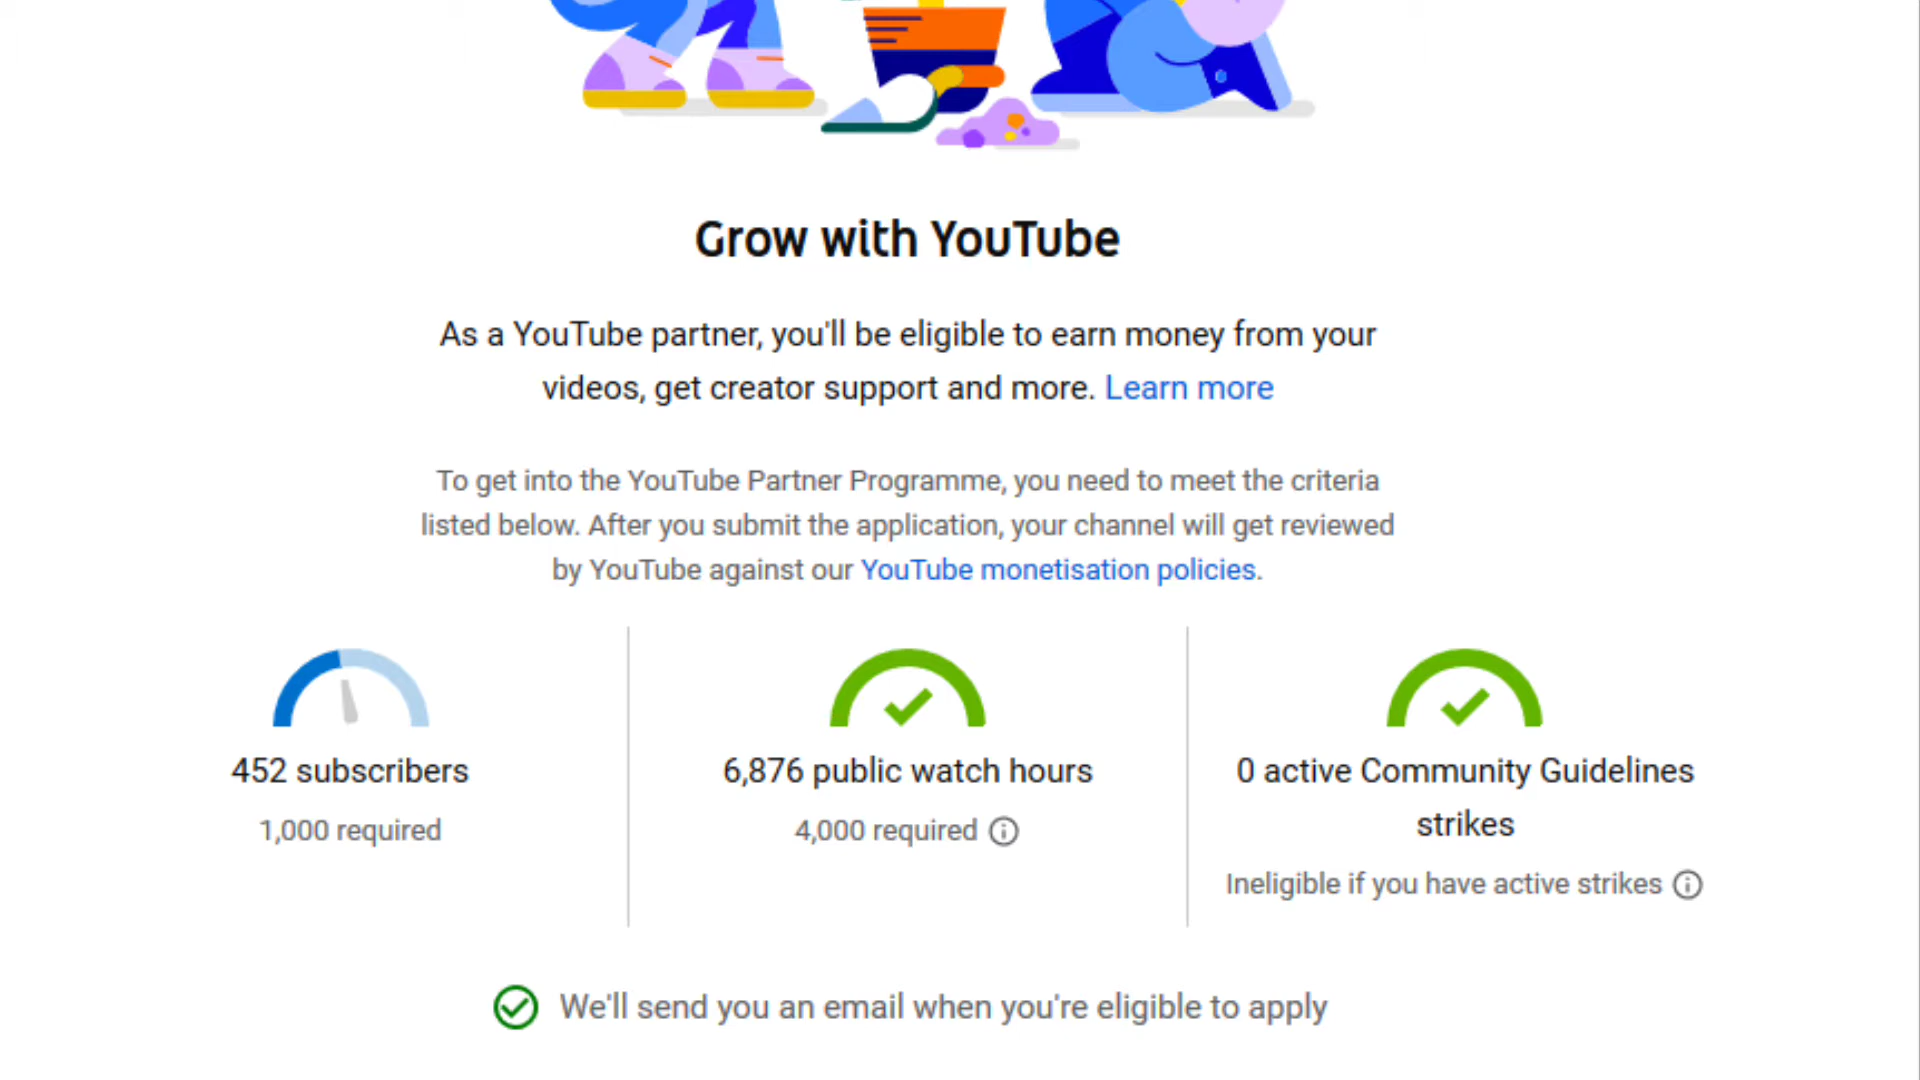 Grow with YouTube
As a YouTube partner, you'll be eligible to earn money from your
videos, get creator support and more. Learn more
To get into the YouTube Partner Programme, you need to meet the criteria
listed below. After you submit the application, your channel will get reviewed
by YouTube against our YouTube monetisation policies.
452 subscribers
1,000 required
6,876 public watch hours
4,000 required
0 active Community Guidelines
strikes
Ineligible if you have active strikes
We'll send you an email when you're eligible to apply